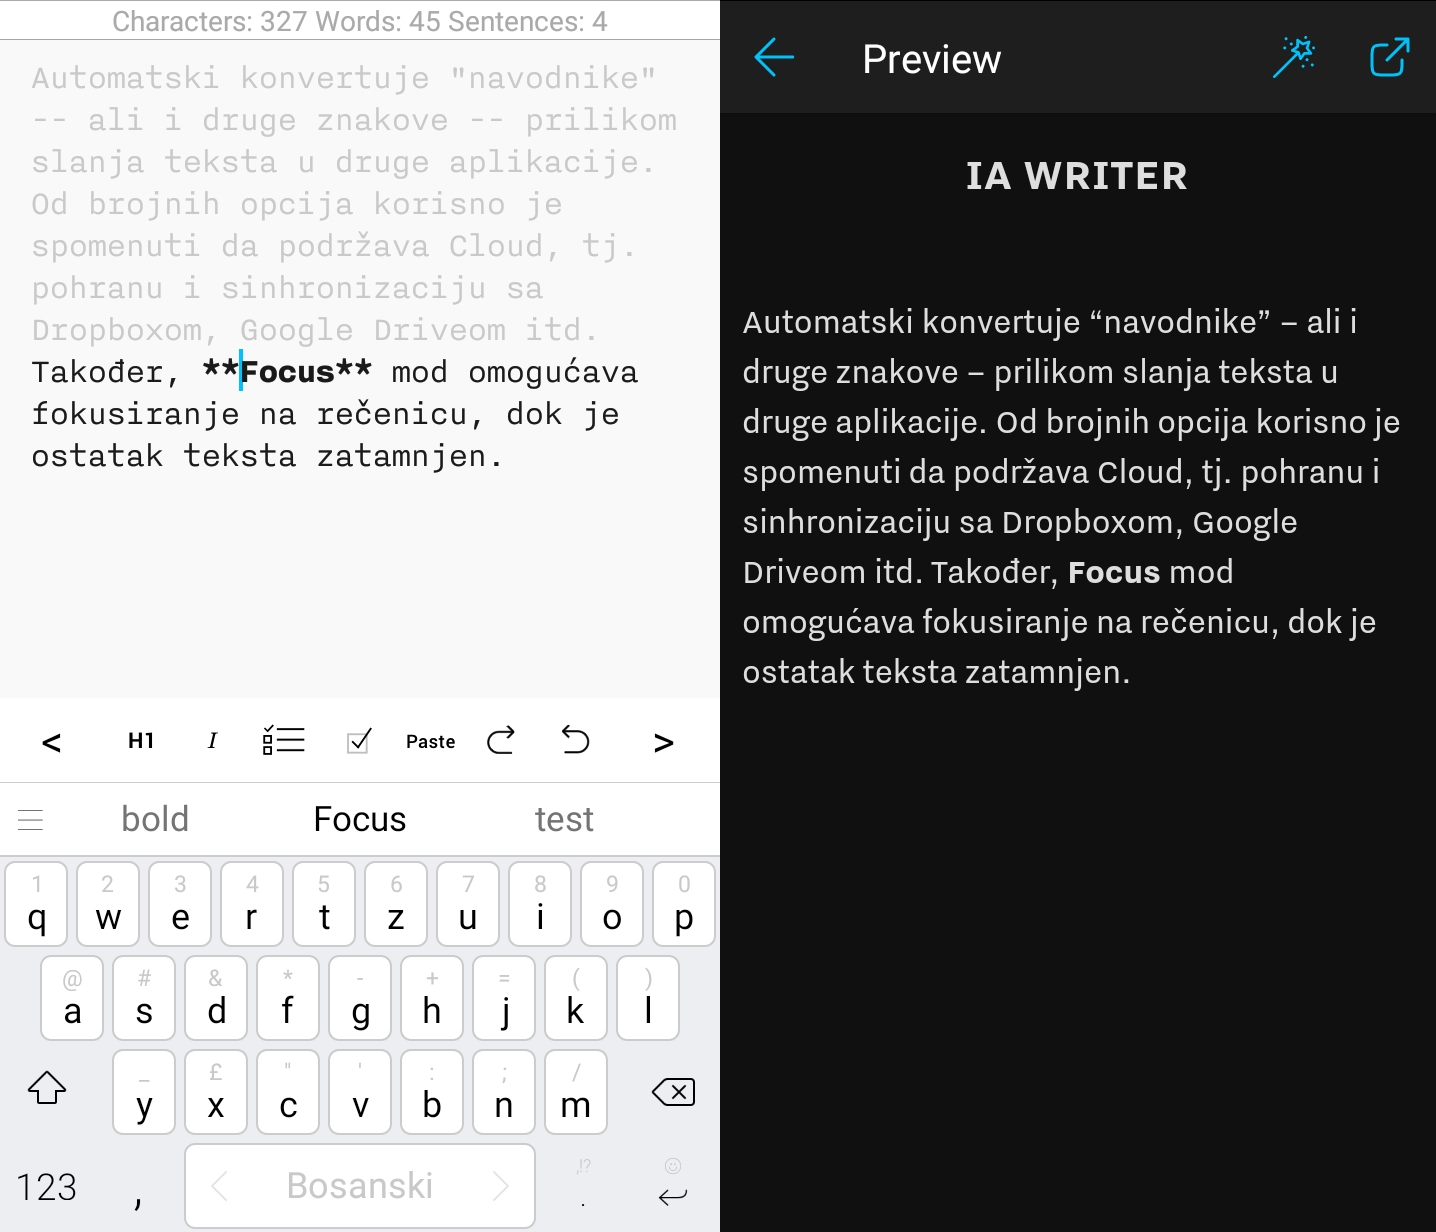 Characters: 327 Words: 45 Sentences: 4
Automatski konvertuje "navodnike"
-- ali i druge znakove -- prilikom
slanja teksta u druge aplikacije.
Od brojnih opcija korisno je
spomenuti da podržava Cloud, tj.
pohranu i sinhronizaciju sa
Dropboxom, Google Driveom itd.
Također, **Focus** mod omogućava
fokusiranje na rečenicu, dok je
ostatak teksta zatamnjen.
< H1 I Paste >
bold Focus test
1 2 3 4 5 6 7 8 9 0
q w e r t z u i o p
@ # & * - + = ( )
a s d f g h j k l
_ £ " ' : ; /
y x c v b n m
,!?
123 , < Bosanski > .
Preview
IA WRITER
Automatski konvertuje “navodnike” – ali i
druge znakove – prilikom slanja teksta u
druge aplikacije. Od brojnih opcija korisno je
spomenuti da podržava Cloud, tj. pohranu i
sinhronizaciju sa Dropboxom, Google
Driveom itd. Također, Focus mod
omogućava fokusiranje na rečenicu, dok je
ostatak teksta zatamnjen.